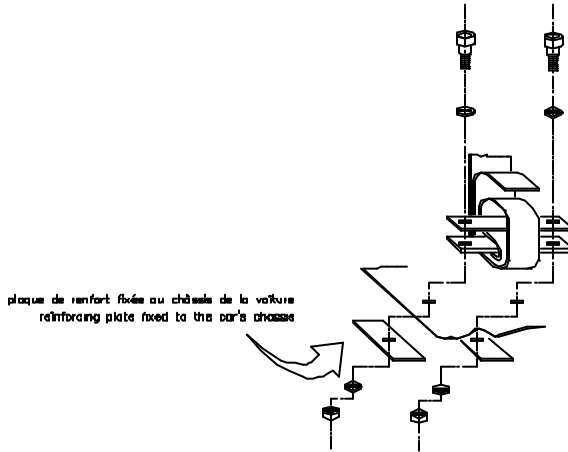 plaque de renfort fixée au châssis de la voiture
reinforcing plate fixed to the car's chassis